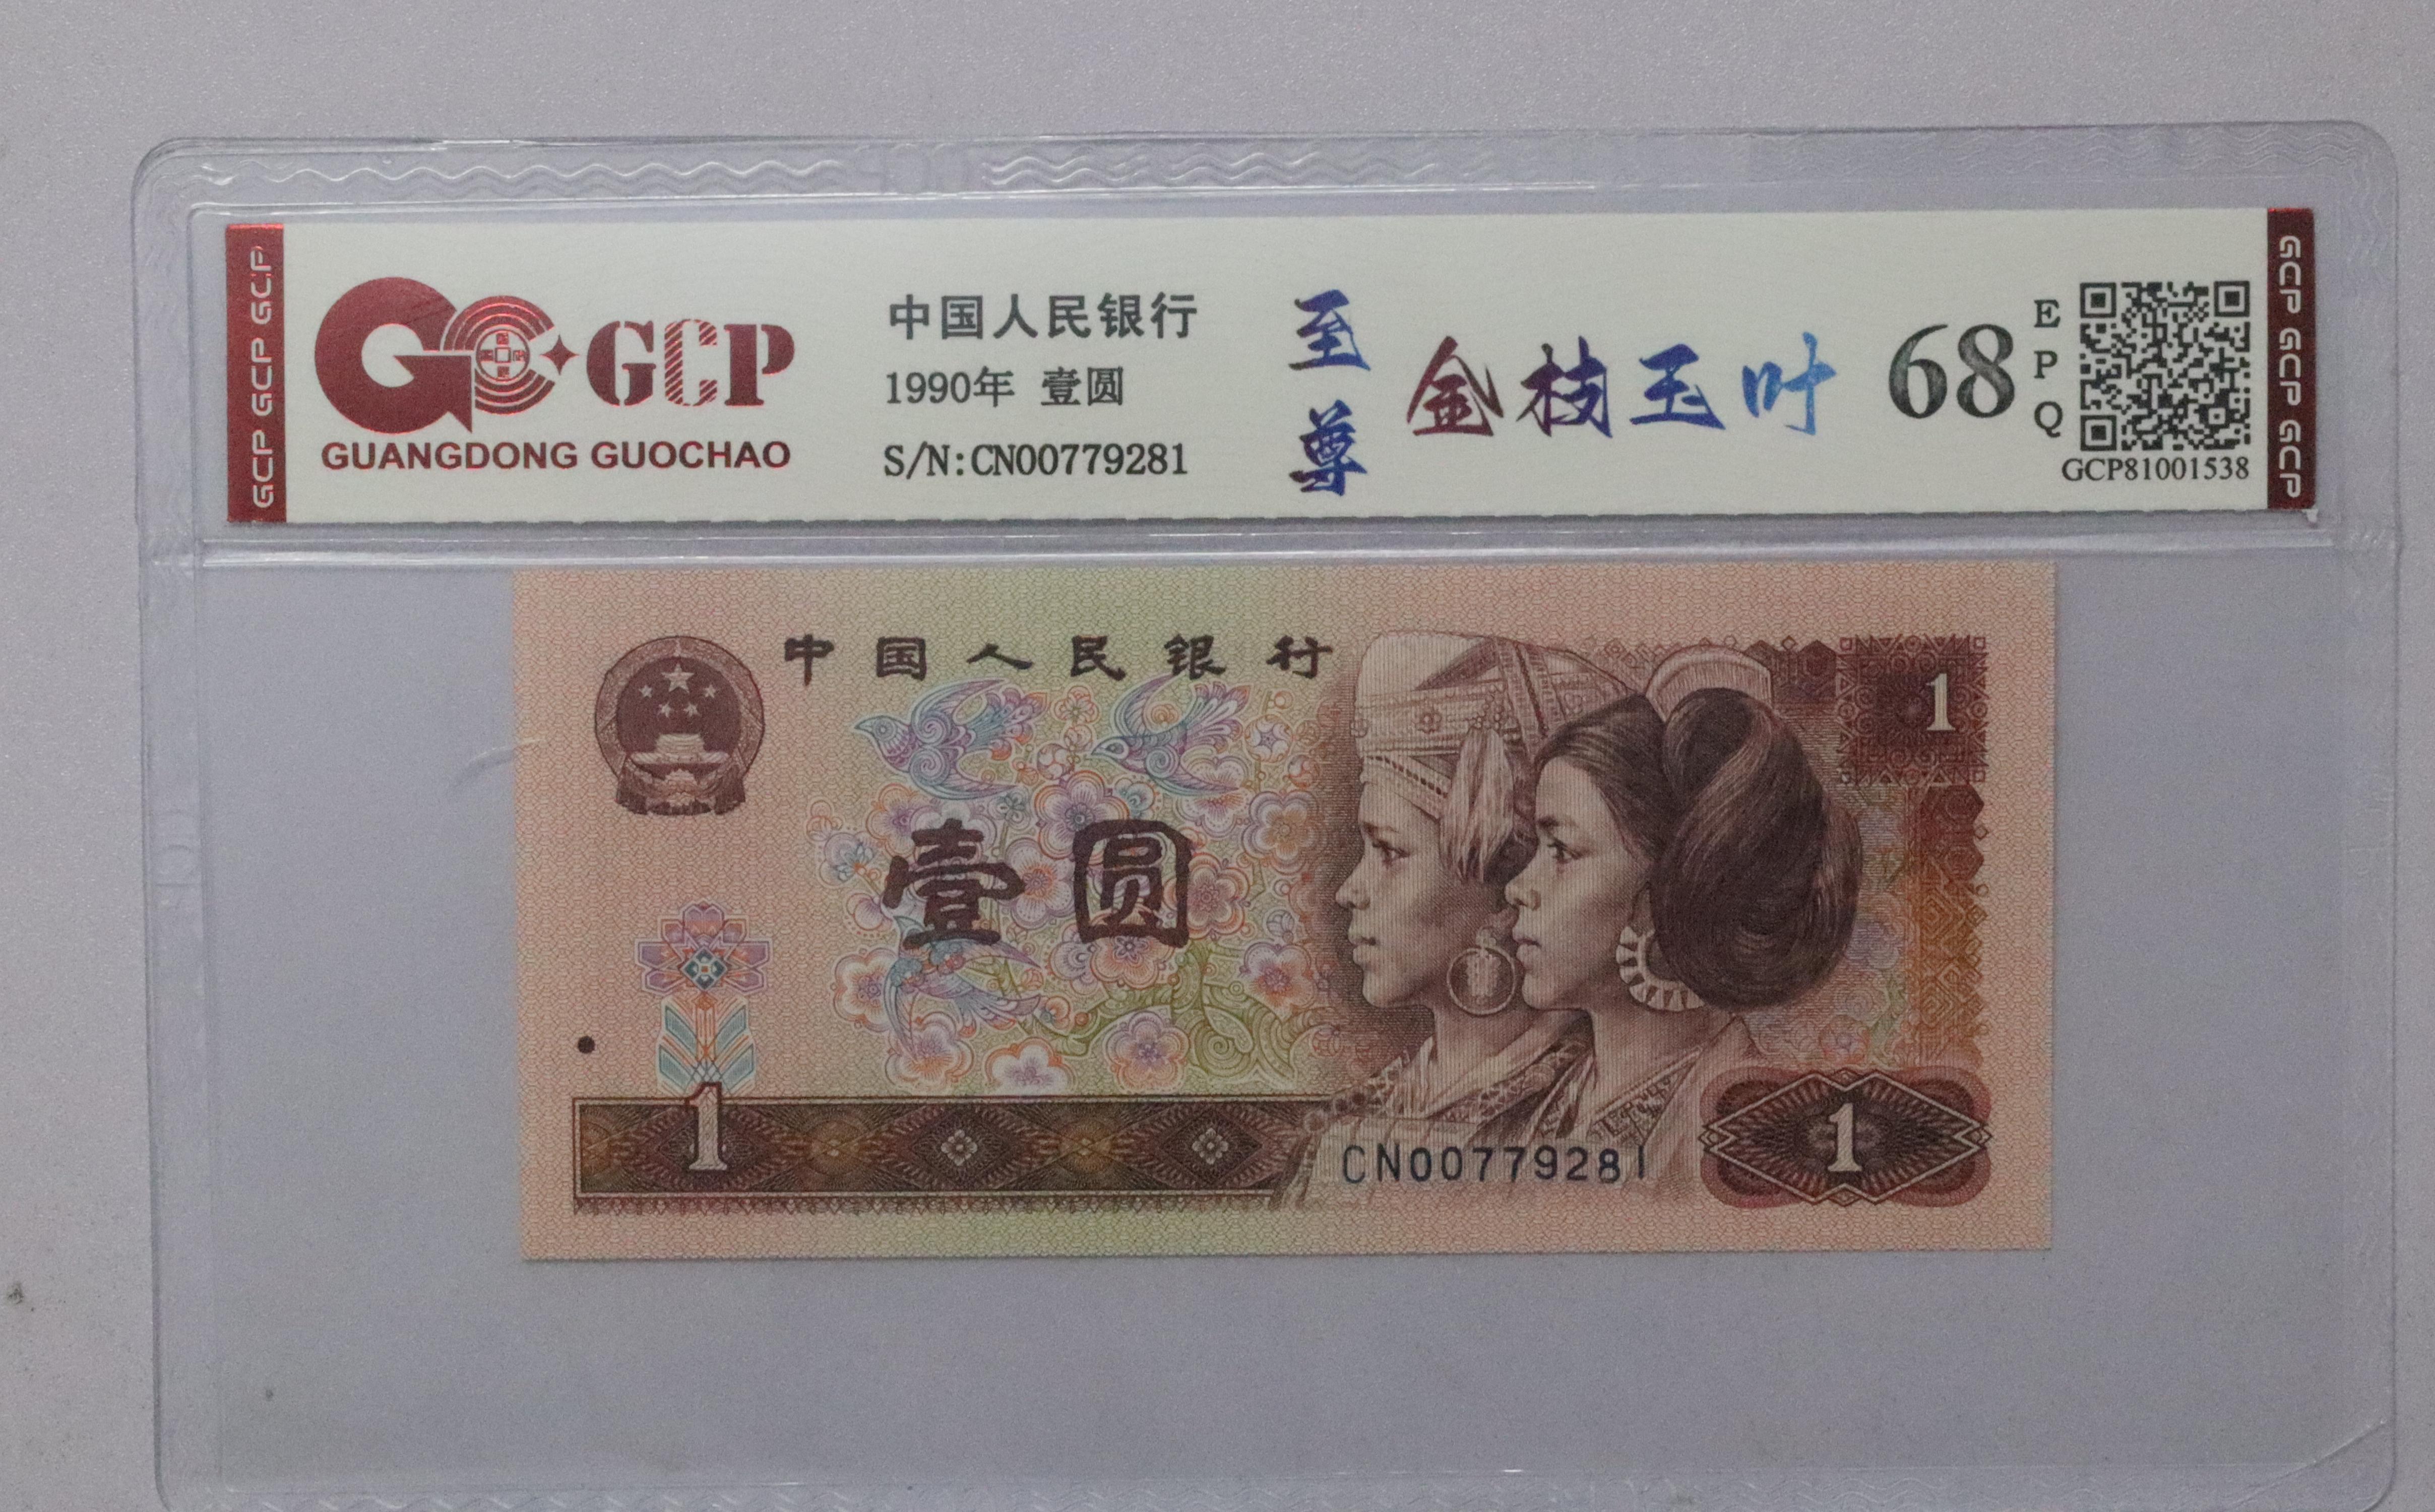 GCP GCP GCP
GCP
GUANGDONG GUOCHAO
中国人民银行
1990年 壹圆
S/N:CN00779281
至尊
金枝玉叶
68
EPQ
GCP81001538
GCP GCP GCP
中国人民银行
1
壹圆
1
CN00779281
1